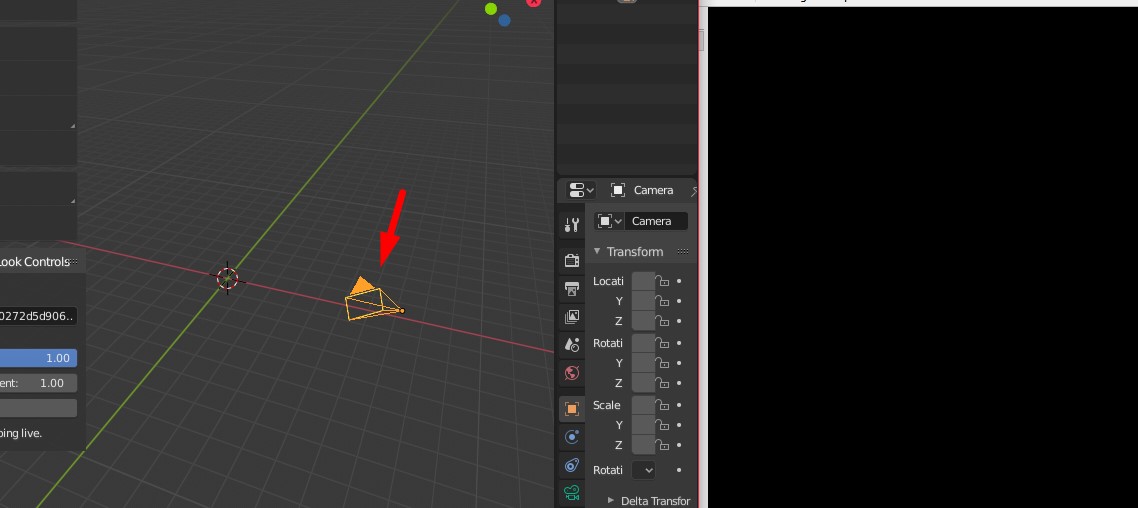 Camera
Camera
Transform
Look Controls
Locati
Y
0272d5d906..
Z
Rotati
1.00
Y
ent: 1.00
Z
Scale
Y
ping live.
Z
Rotati
Delta Transfor